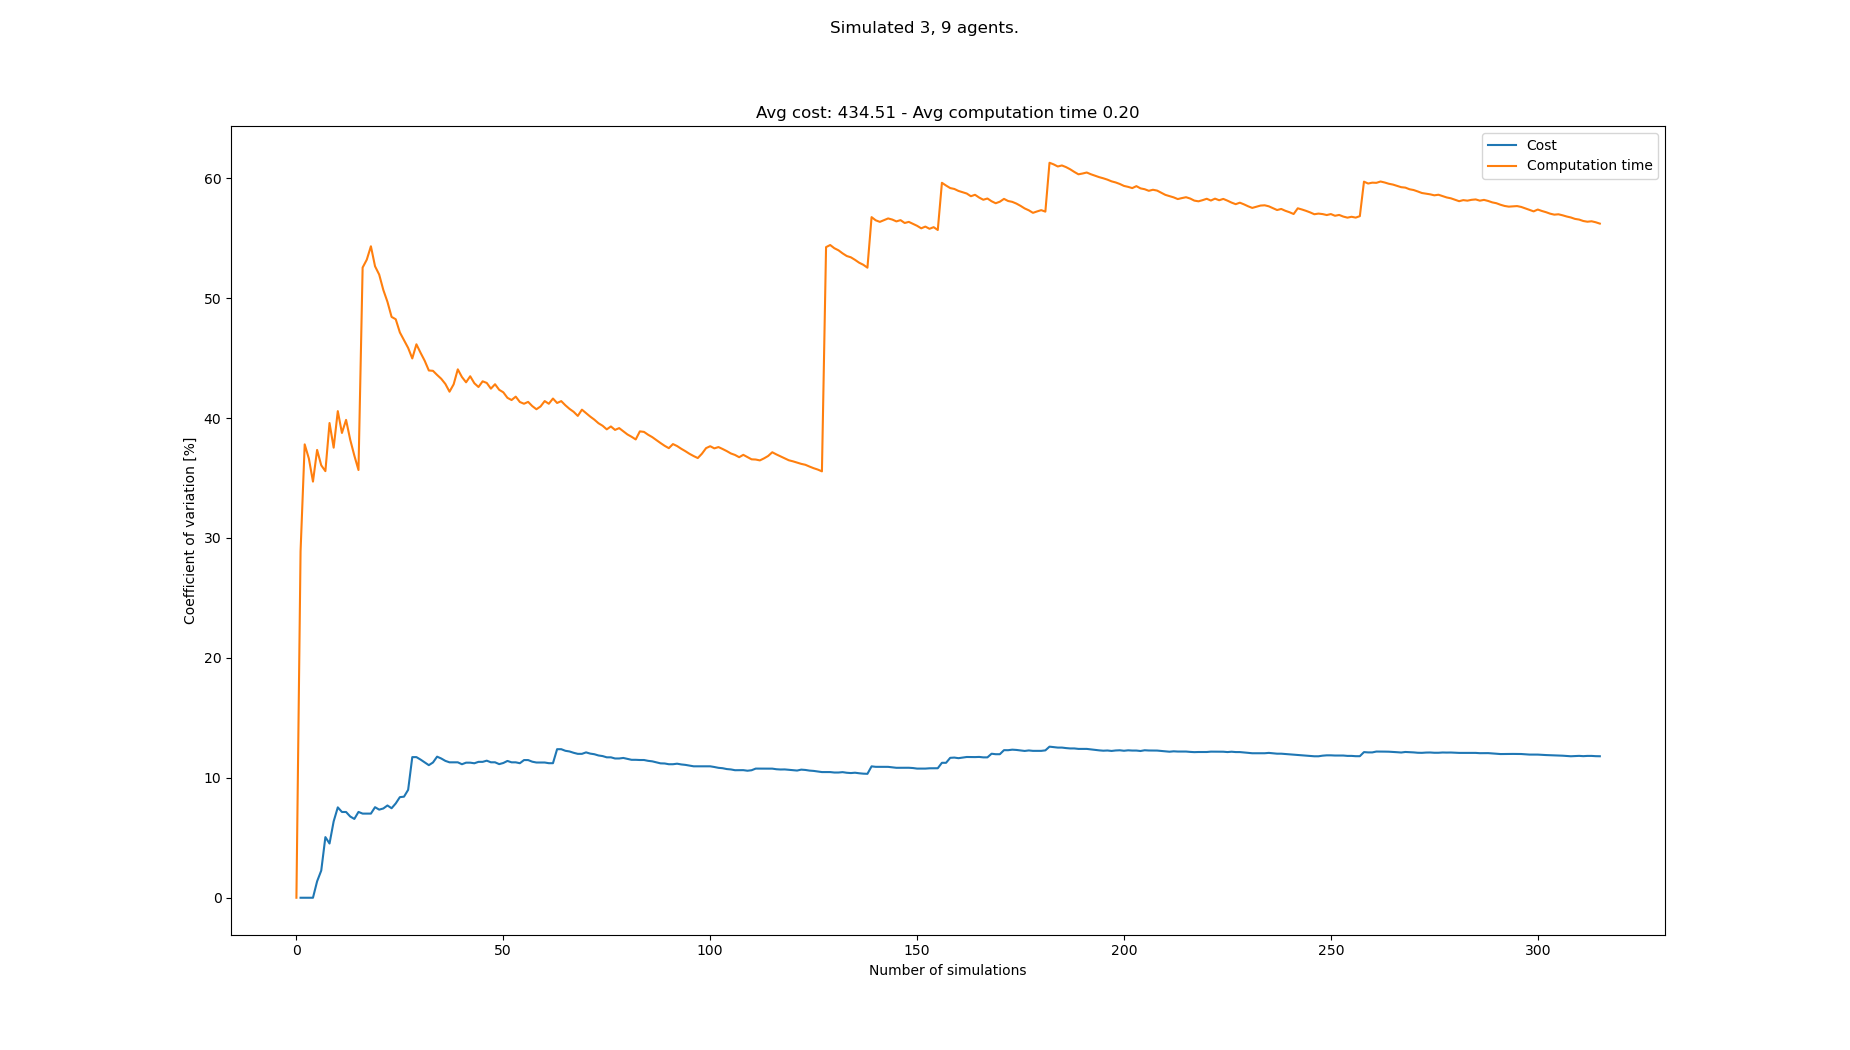 Simulated 3, 9 agents.
Avg cost: 434.51 - Avg computation time 0.20
Cost
Computation time
60
50
40
30
20
10
0
Coefficient of variation [%]
0 50 100 150 200 250 300
Number of simulations